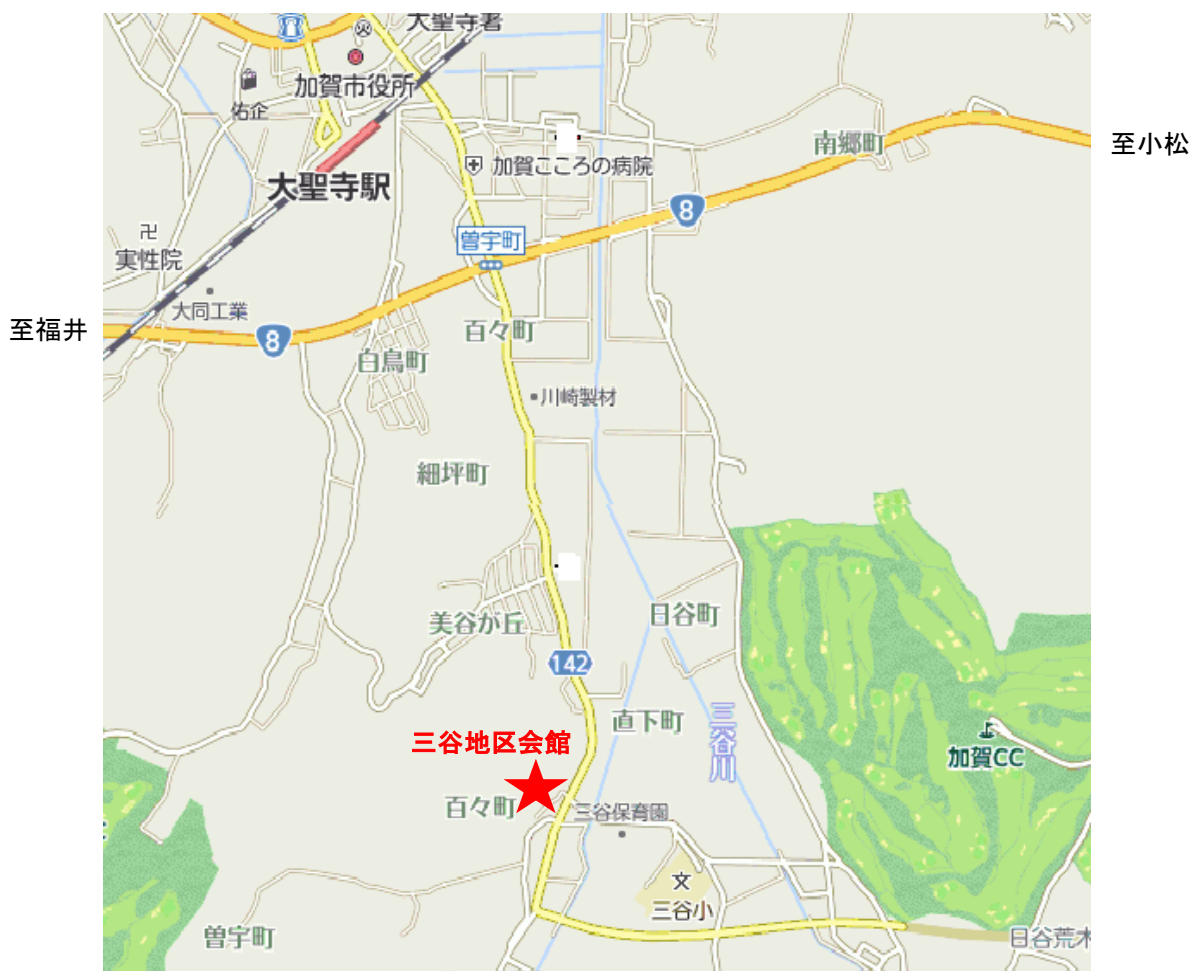 大聖寺署
加賀市役所
佑企
南郷町
至小松
加賀こころの病院
大聖寺駅
8
卍
実性院
曽宇町
大同工業
至福井
8
百々町
白鳥町
川崎製材
細坪町
美谷が丘
日谷町
142
直下町
三谷川
三谷地区会館
加賀CC
百々町
三谷保育園
文
三谷小
曽宇町
日谷荒木